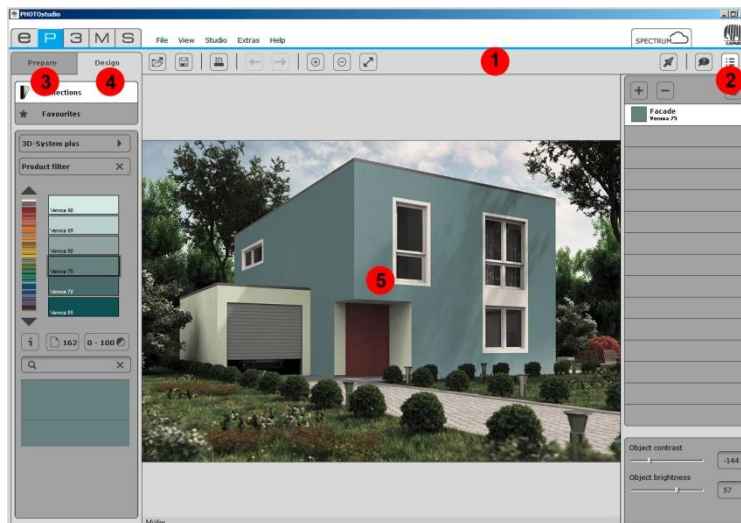 PHOTOstudio
e P 3 M S
File View Studio Extras Help
SPECTRUM
CAPAROL
Prepare Design
1
2
3
4
5
Favourites
3D-System plus
Product filter X
Verona 90
Verona 85
Verona 80
Verona 75
Verona 70
Verona 65
i 162 0 - 100
X
Facade
Verona 75
Object contrast
-144
Object brightness
57
Müller